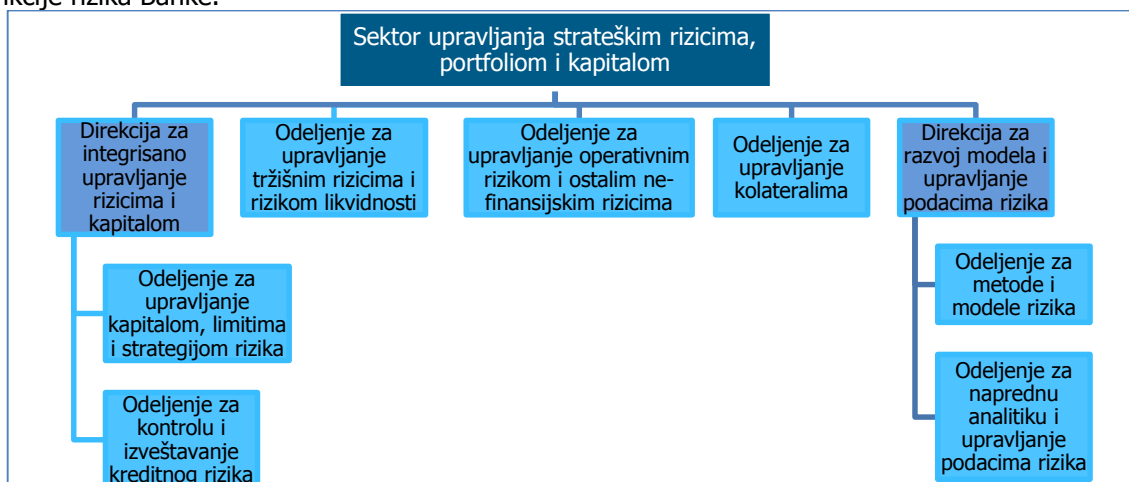 rizika Banke.
Sektor upravljanja strateškim rizicima,
portfoliom i kapitalom
Direkcija za
integrisano
upravljanje
rizicima i
kapitalom
Odeljenje za
upravljanje
tržišnim rizicima i
rizikom likvidnosti
Odeljenje za
upravljanje operativnim
rizikom i ostalim ne-
finansijskim rizicima
Odeljenje za
upravljanje
kolateralima
Direkcija za
razvoj modela i
upravljanje
podacima rizika
Odeljenje za
upravljanje
kapitalom, limitima
i strategijom rizika
Odeljenje za
kontrolu i
izveštavanje
kreditnog rizika
Odeljenje za
metode i
modele rizika
Odeljenje za
naprednu
analitiku i
upravljanje
podacima rizika